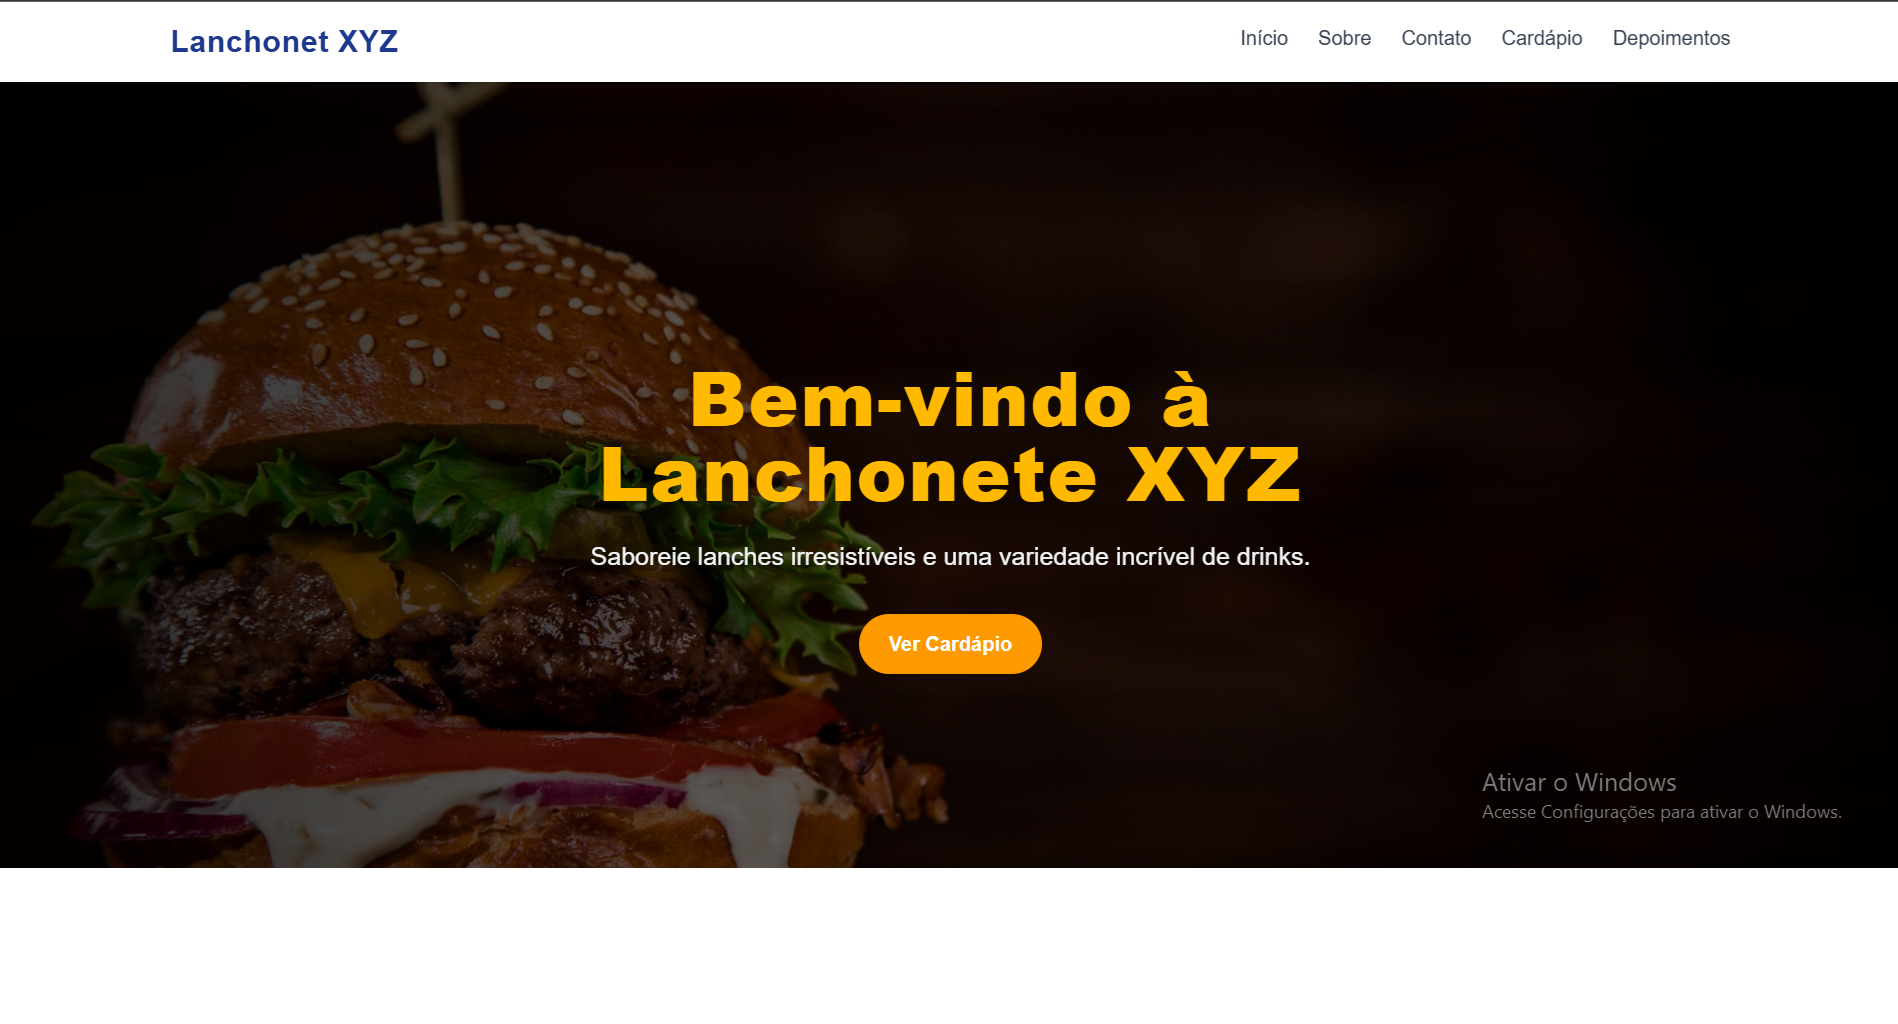 Lanchonet XYZ
Início Sobre Contato Cardápio Depoimentos
Bem-vindo à
Lanchonete XYZ
Saboreie lanches irresistíveis e uma variedade incrível de drinks.
Ver Cardápio
Ativar o Windows
Acesse Configurações para ativar o Windows.